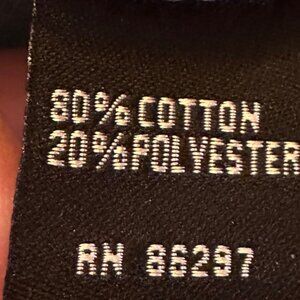 80% COTTON
20% POLYESTER
RN 86297